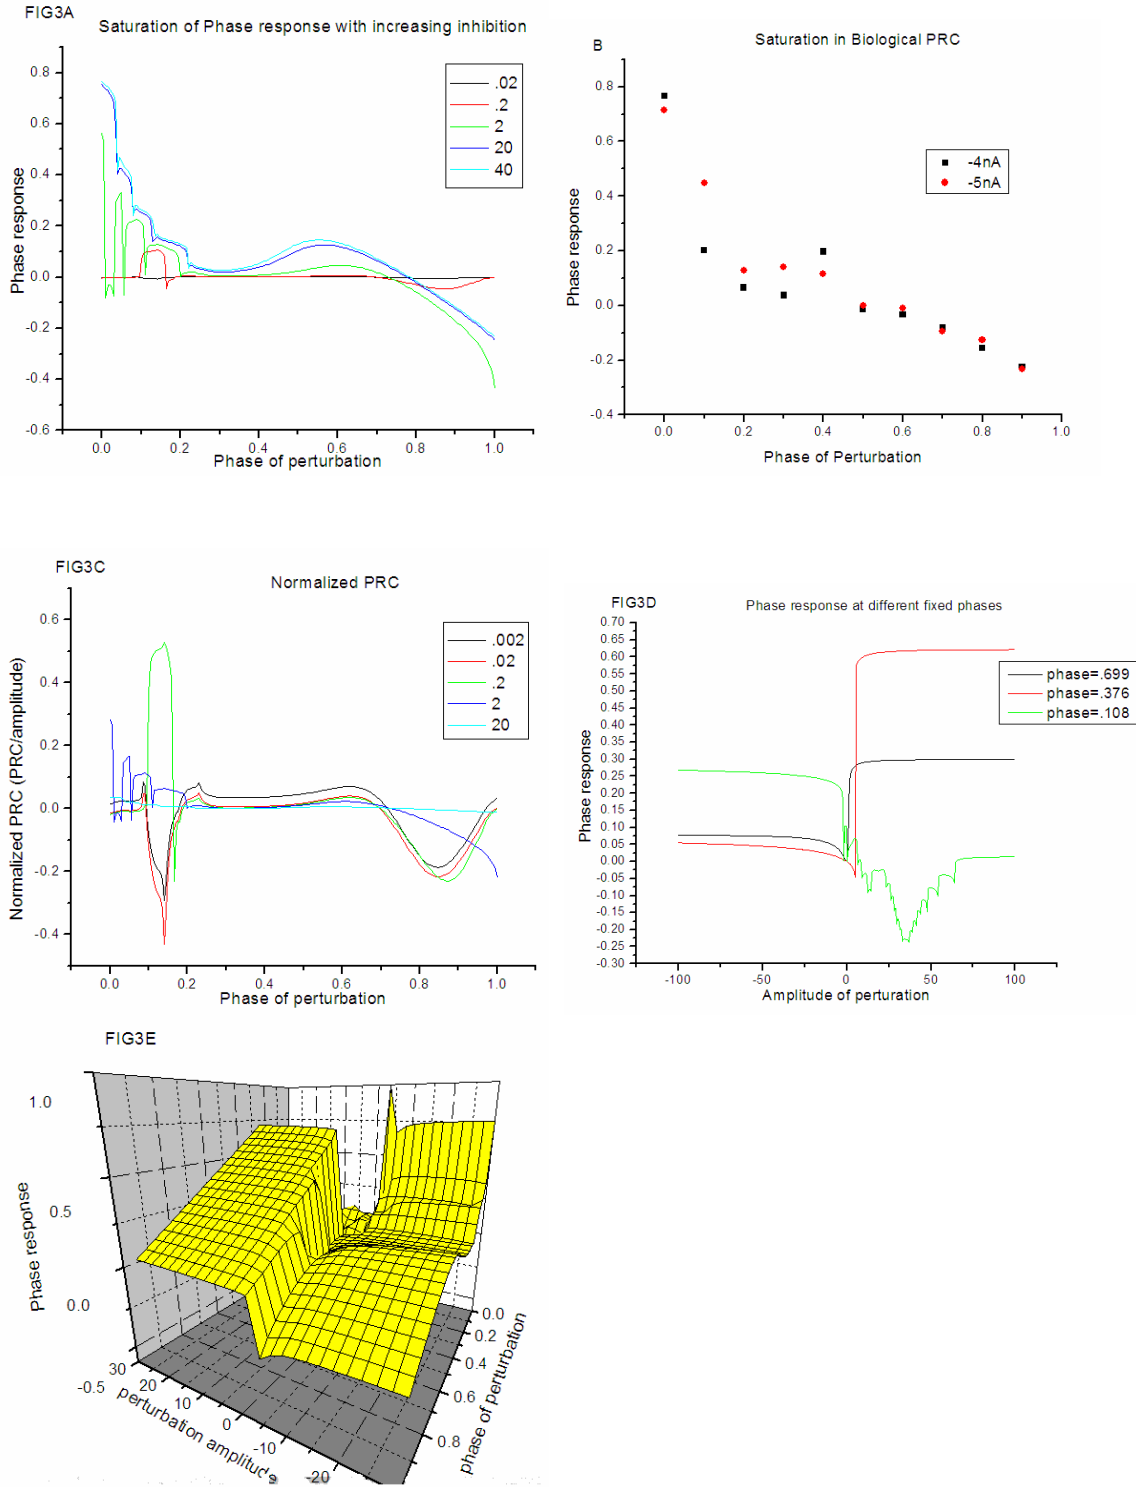 FIG3A
Saturation of Phase response with increasing inhibition
Phase response
0.8
0.6
0.4
0.2
0.0
-0.2
-0.4
-0.6
.02
.2
2
20
40
0.0 0.2 0.4 0.6 0.8 1.0
Phase of perturbation
B
Saturation in Biological PRC
Phase response
0.8
0.6
0.4
0.2
0.0
-0.2
-0.4
-4nA
-5nA
0.0 0.2 0.4 0.6 0.8 1.0
Phase of Perturbation
FIG3C
Normalized PRC
Normalized PRC (PRC/amplitude)
0.6
0.4
0.2
0.0
-0.2
-0.4
.002
.02
.2
2
20
0.0 0.2 0.4 0.6 0.8 1.0
Phase of perturbation
FIG3D
Phase response at different fixed phases
Phase response
0.70
0.65
0.60
0.55
0.50
0.45
0.40
0.35
0.30
0.25
0.20
0.15
0.10
0.05
0.00
-0.05
-0.10
-0.15
-0.20
-0.25
-0.30
phase=.699
phase=.376
phase=.108
-100 -50 0 50 100
Amplitude of perturation
FIG3E
Phase response
1.0
0.5
0.0
-0.5
30
20
10
0
-10
-20
perturbation amplitude
0.0
0.2
0.4
0.6
0.8
phase of perturbation